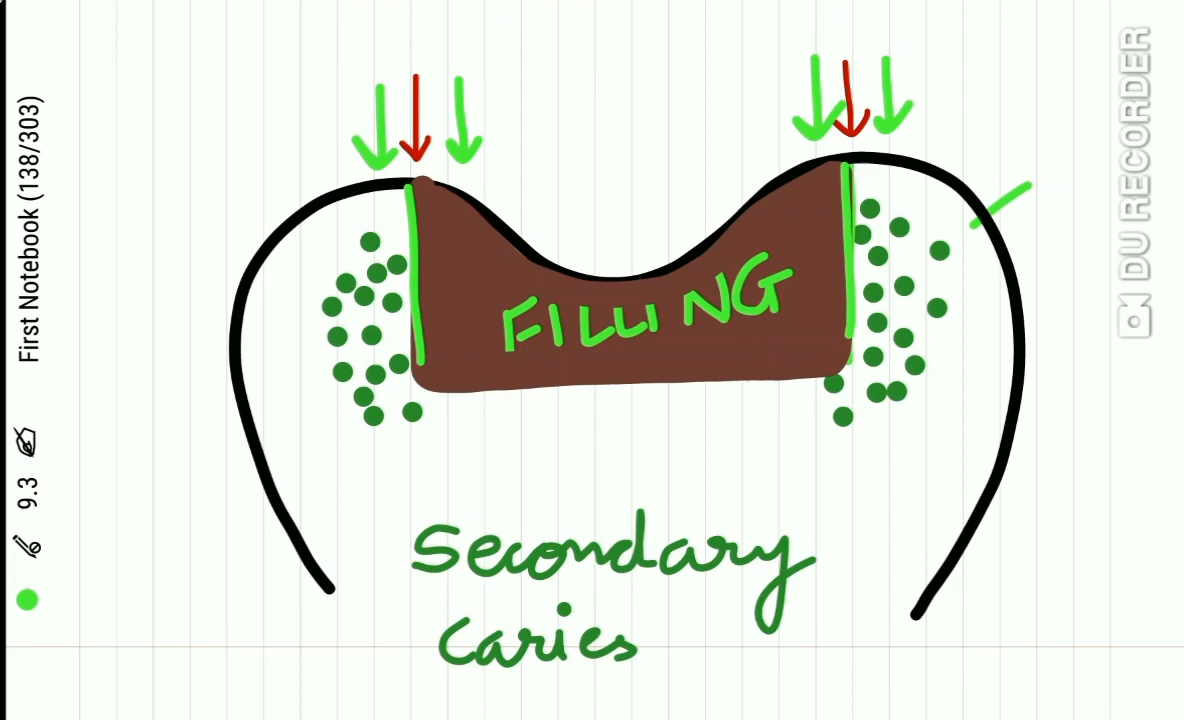 First Notebook (138/303)
9.3
DU RECORDER
FILLING
Secondary
Caries